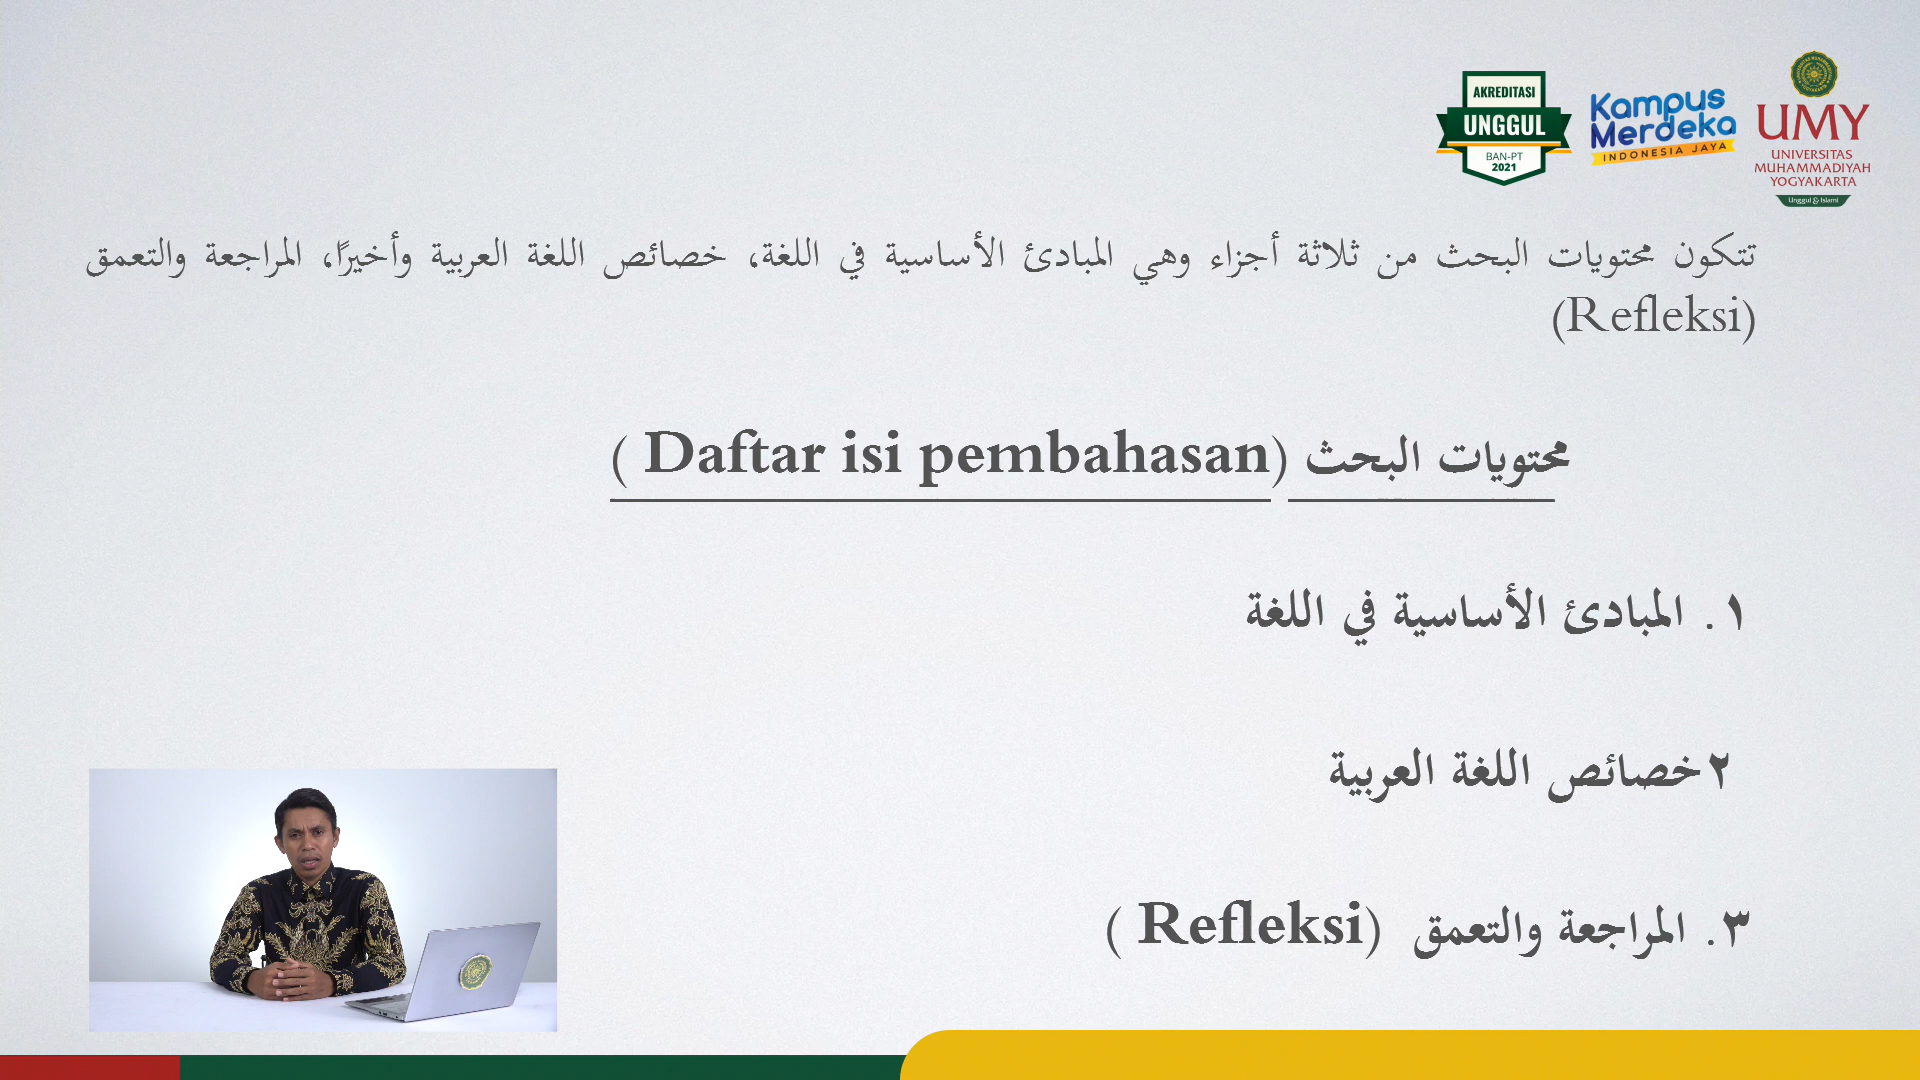 AKREDITASI
UNGGUL
BAN-PT
2021
Kampus
Merdeka
INDONESIA JAYA
UMY
UNIVERSITAS
MUHAMMADIYAH
YOGYAKARTA
Unggul & Islami
تتكون محتويات البحث من ثلاثة أجزاء وهي المبادئ الأساسية في اللغة، خصائص اللغة العربية وأخيرًا، المراجعة والتعمق
(Refleksi)
محتويات البحث (Daftar isi pembahasan )
١. المبادئ الأساسية في اللغة
٢خصائص اللغة العربية
٣. المراجعة والتعمق (Refleksi )